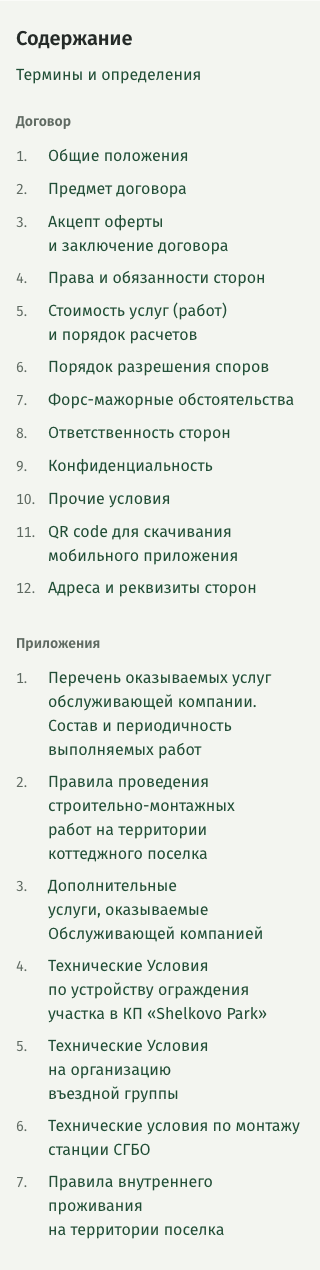 Содержание
Термины и определения
Договор
1. Общие положения
2. Предмет договора
3. Акцепт оферты
и заключение договора
4. Права и обязанности сторон
5. Стоимость услуг (работ)
и порядок расчетов
6. Порядок разрешения споров
7. Форс-мажорные обстоятельства
8. Ответственность сторон
9. Конфиденциальность
10. Прочие условия
11. QR code для скачивания
мобильного приложения
12. Адреса и реквизиты сторон
Приложения
1. Перечень оказываемых услуг
обслуживающей компании.
Состав и периодичность
выполняемых работ
2. Правила проведения
строительно-монтажных
работ на территории
коттеджного поселка
3. Дополнительные
услуги, оказываемые
Обслуживающей компанией
4. Технические Условия
по устройству ограждения
участка в КП «Shelkovo Park»
5. Технические Условия
на организацию
въездной группы
6. Технические условия по монтажу
станции СГБО
7. Правила внутреннего
проживания
на территории поселка